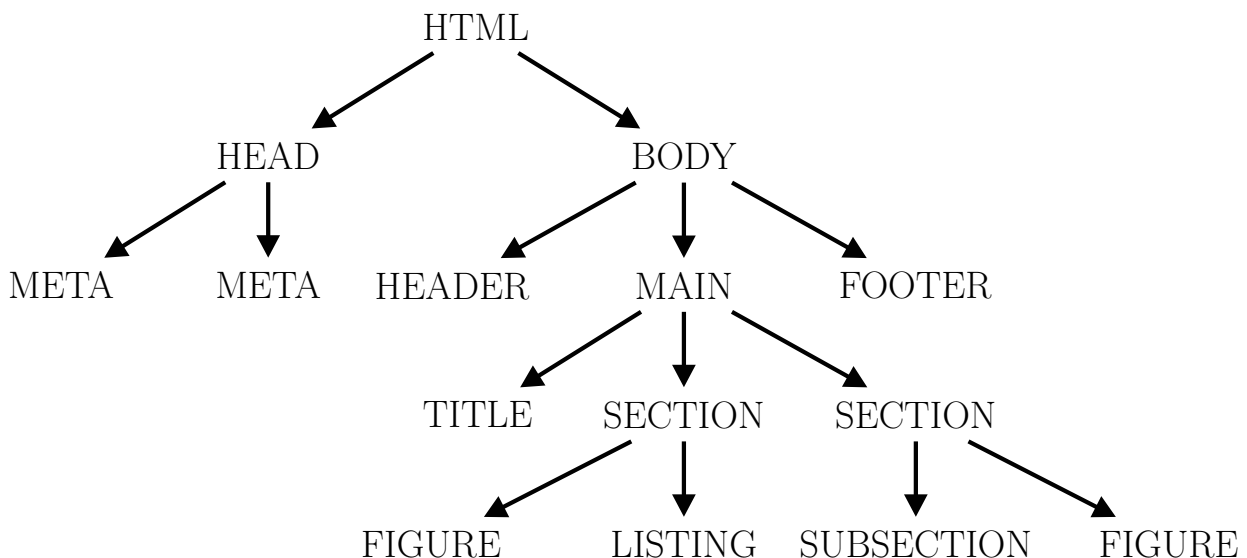 HTML
HEAD BODY
META META HEADER MAIN FOOTER
TITLE SECTION SECTION
FIGURE LISTING SUBSECTION FIGURE